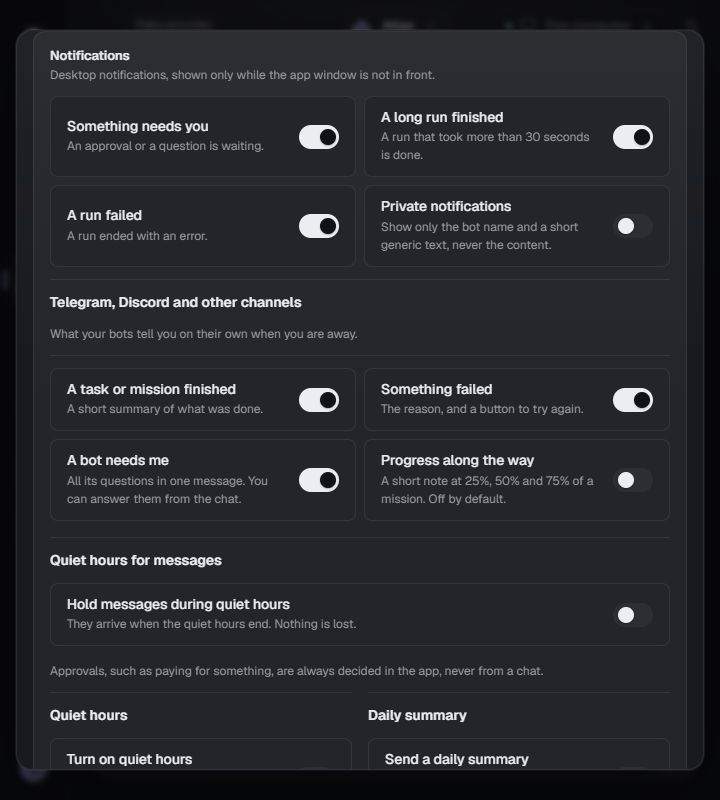 Notifications
Desktop notifications, shown only while the app window is not in front.
Something needs you
An approval or a question is waiting.
A long run finished
A run that took more than 30 seconds
is done.
A run failed
A run ended with an error.
Private notifications
Show only the bot name and a short
generic text, never the content.
Telegram, Discord and other channels
What your bots tell you on their own when you are away.
A task or mission finished
A short summary of what was done.
Something failed
The reason, and a button to try again.
A bot needs me
All its questions in one message. You
can answer them from the chat.
Progress along the way
A short note at 25%, 50% and 75% of a
mission. Off by default.
Quiet hours for messages
Hold messages during quiet hours
They arrive when the quiet hours end. Nothing is lost.
Approvals, such as paying for something, are always decided in the app, never from a chat.
Quiet hours
Daily summary
Turn on quiet hours
Send a daily summary